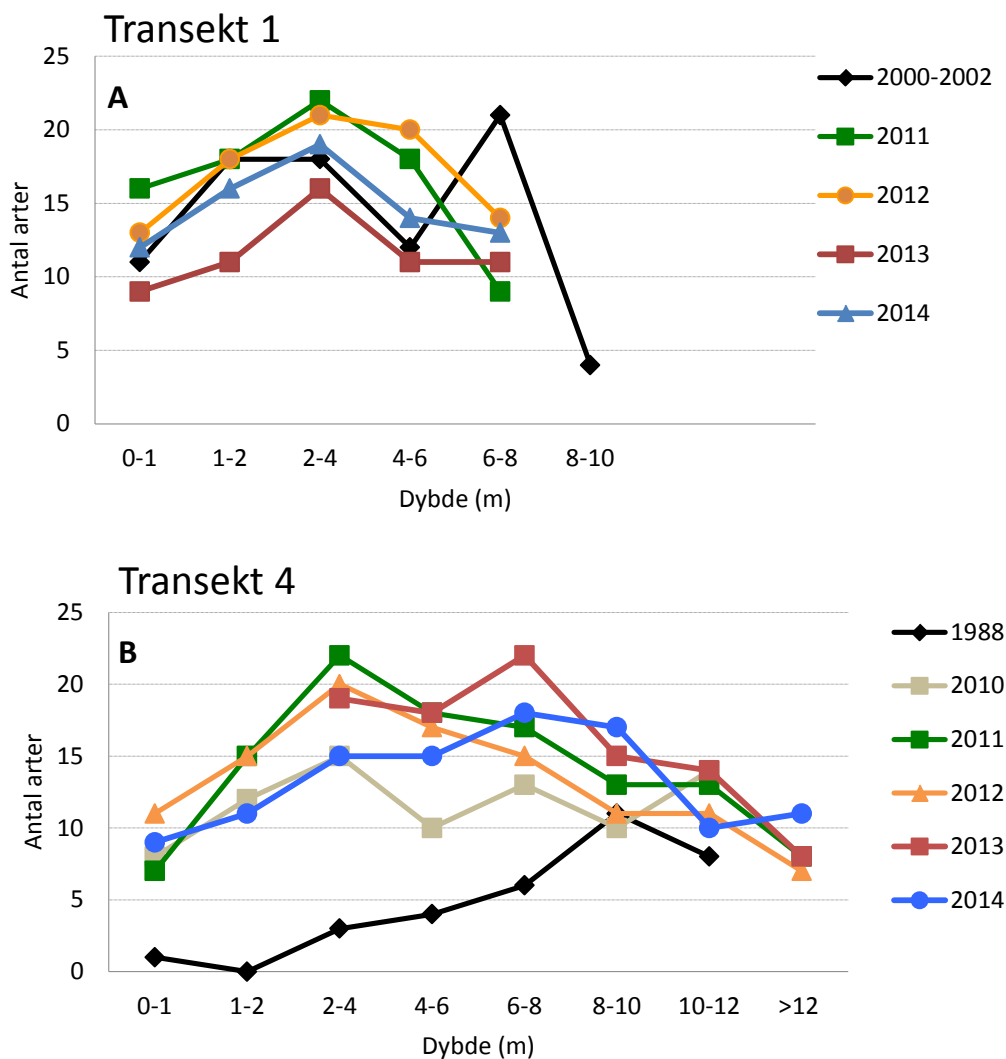 Transekt 1
A
25
20
15
10
5
0
Antal arter
0-1 1-2 2-4 4-6 6-8 8-10
Dybde (m)
2000-2002
2011
2012
2013
2014
Transekt 4
B
25
20
15
10
5
0
Antal arter
0-1 1-2 2-4 4-6 6-8 8-10 10-12 >12
Dybde (m)
1988
2010
2011
2012
2013
2014